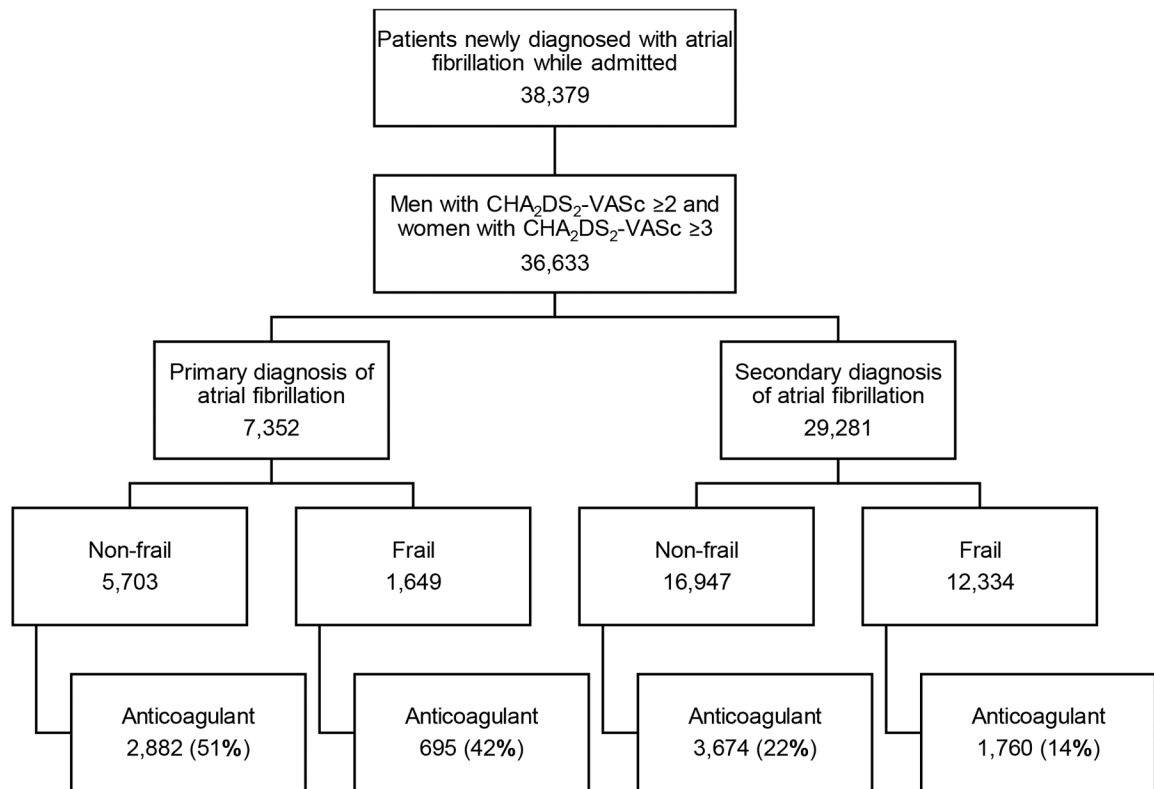 Patients newly diagnosed with atrial
fibrillation while admitted
38,379
Men with CHA₂DS₂-VASc ≥2 and
women with CHA₂DS₂-VASc ≥3
36,633
Primary diagnosis of
atrial fibrillation
7,352
Secondary diagnosis
of atrial fibrillation
29,281
Non-frail
5,703
Frail
1,649
Non-frail
16,947
Frail
12,334
Anticoagulant
2,882 (51%)
Anticoagulant
695 (42%)
Anticoagulant
3,674 (22%)
Anticoagulant
1,760 (14%)